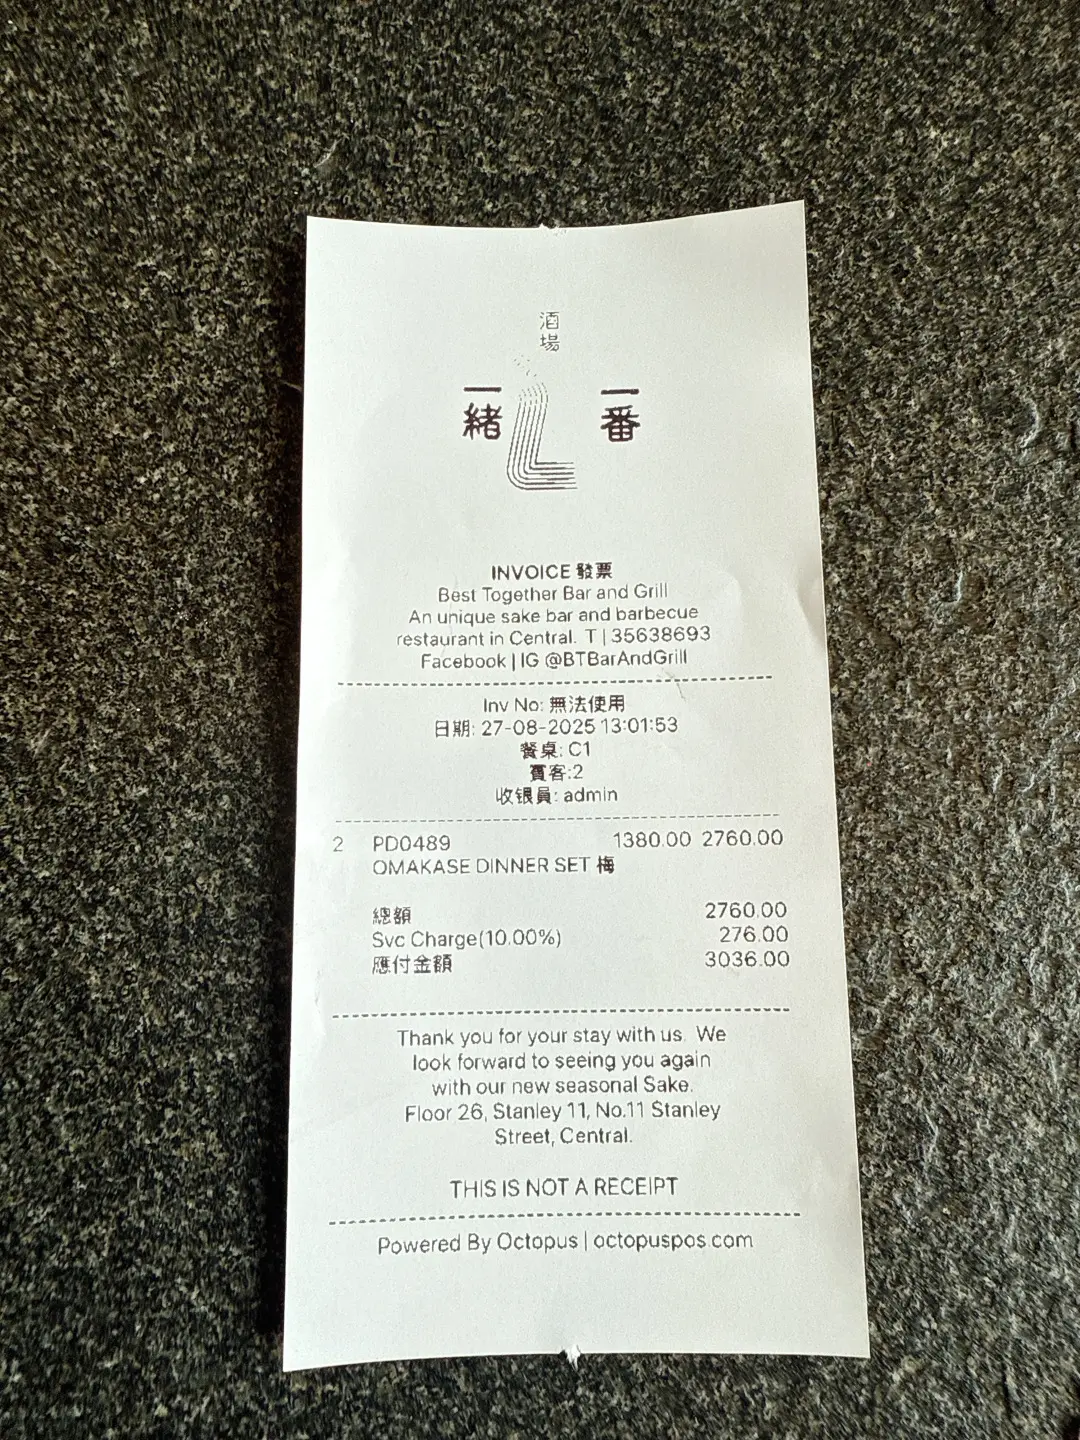 酒場
一緒
一番
INVOICE 發票
Best Together Bar and Grill
An unique sake bar and barbecue
restaurant in Central. T | 35638693
Facebook | IG @BTBarAndGrill
Inv No: 無法使用
日期: 27-08-2025 13:01:53
餐桌: C1
賓客:2
收银員: admin
2 PD0489 1380.00 2760.00
OMAKASE DINNER SET 梅
總額 2760.00
Svc Charge(10.00%) 276.00
應付金額 3036.00
Thank you for your stay with us. We
look forward to seeing you again
with our new seasonal Sake.
Floor 26, Stanley 11, No.11 Stanley
Street, Central.
THIS IS NOT A RECEIPT
Powered By Octopus | octopuspos.com